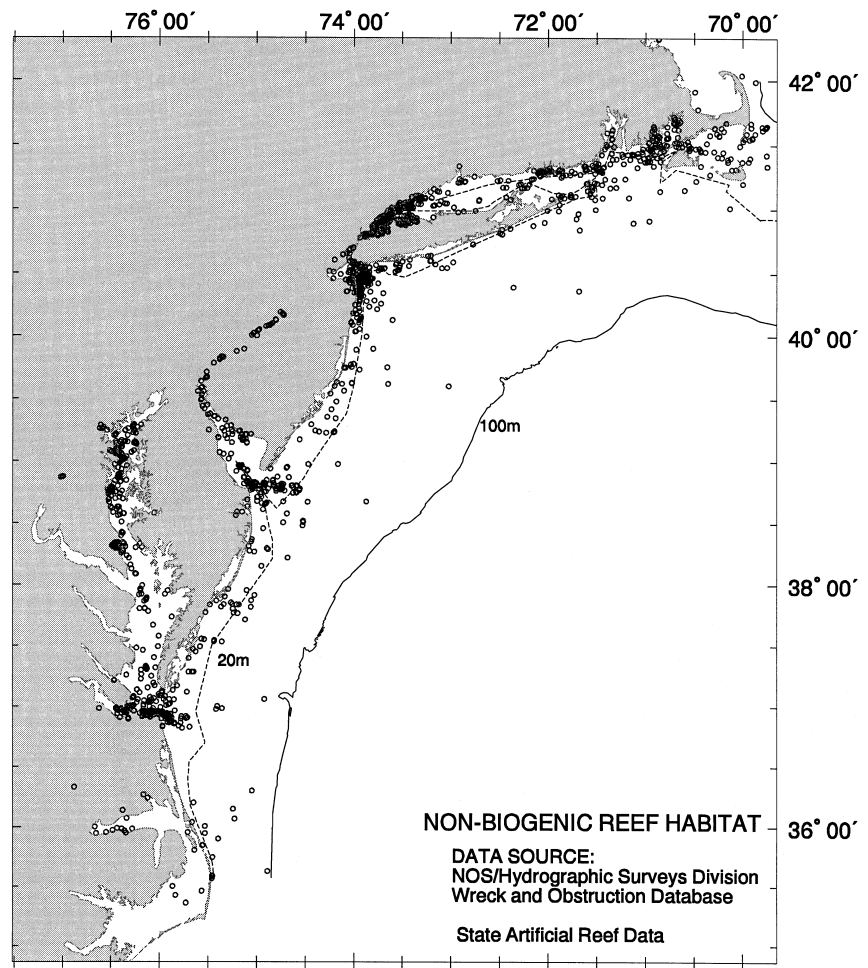 76° 00′ 74° 00′ 72° 00′ 70° 00′
42° 00′
40° 00′
100m
38° 00′
20m
36° 00′
NON-BIOGENIC REEF HABITAT
DATA SOURCE:
NOS/Hydrographic Surveys Division
Wreck and Obstruction Database
State Artificial Reef Data